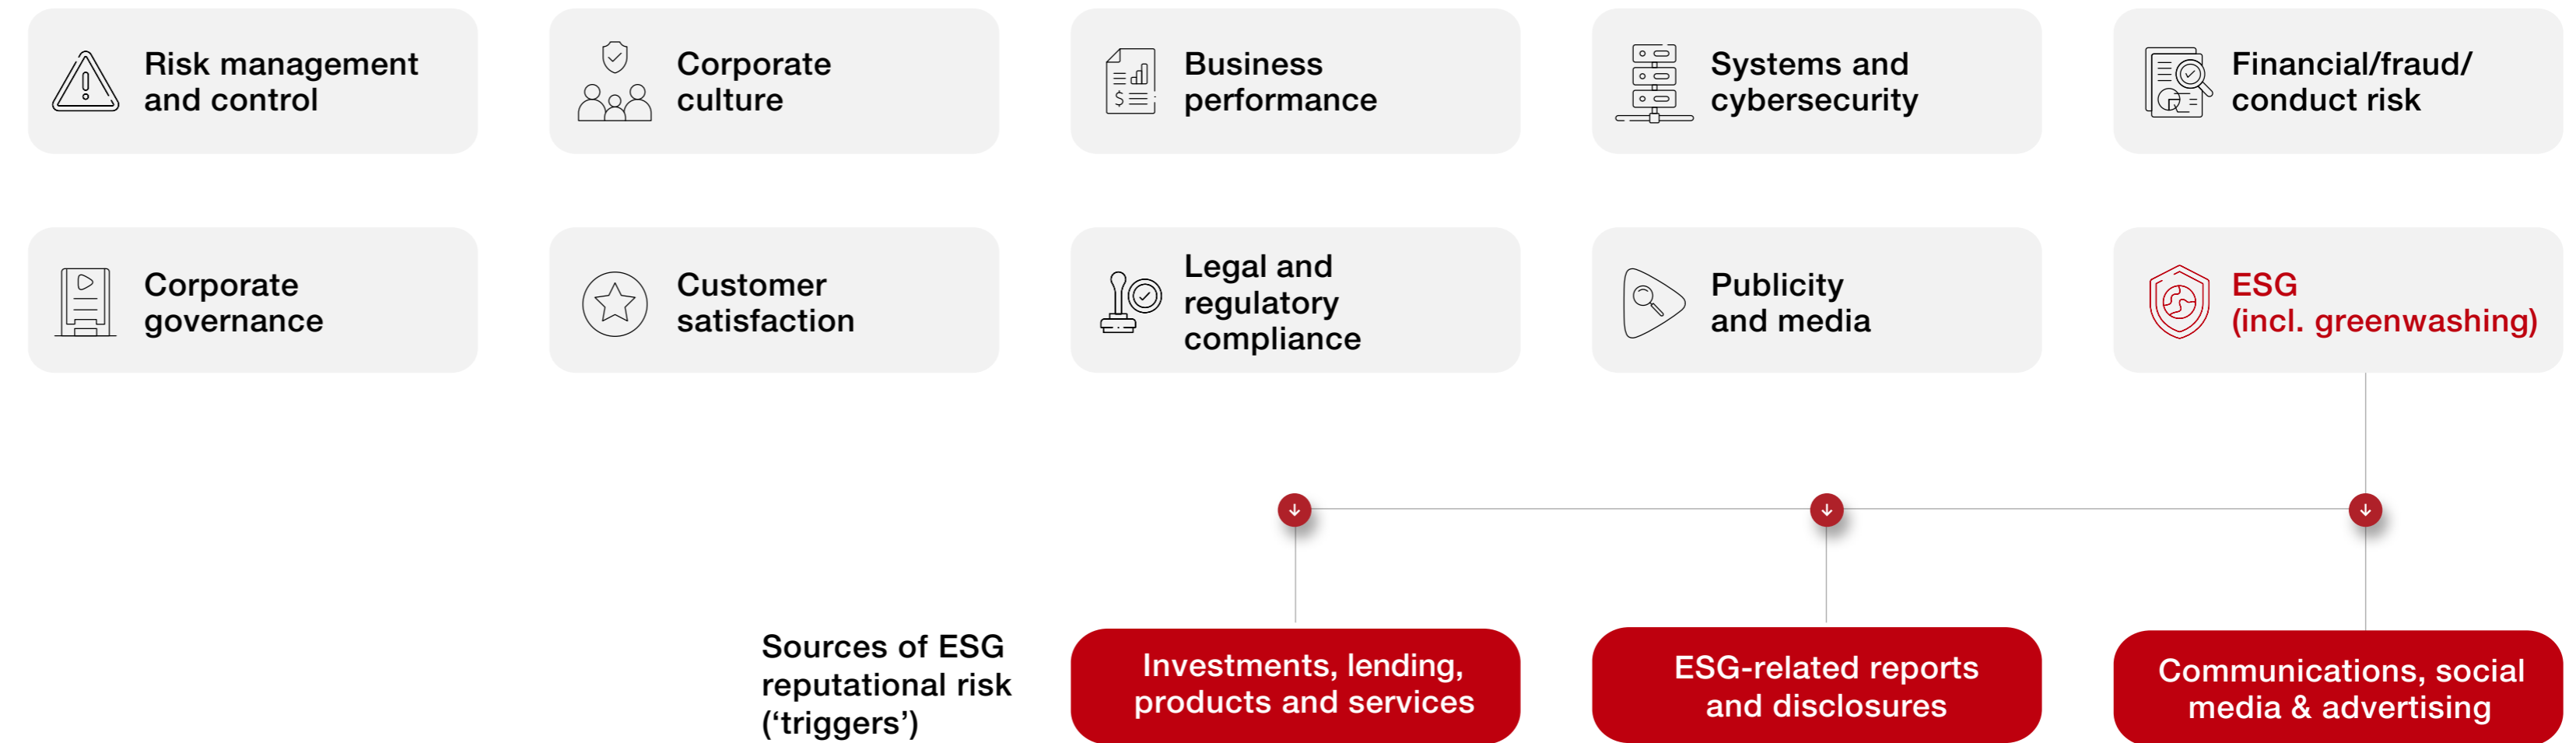 Risk management
and control
Corporate
culture
Business
performance
Systems and
cybersecurity
Financial/fraud/
conduct risk
Corporate
governance
Customer
satisfaction
Legal and
regulatory
compliance
Publicity
and media
ESG
(incl. greenwashing)
Sources of ESG
reputational risk
(‘triggers’)
Investments, lending,
products and services
ESG-related reports
and disclosures
Communications, social
media & advertising